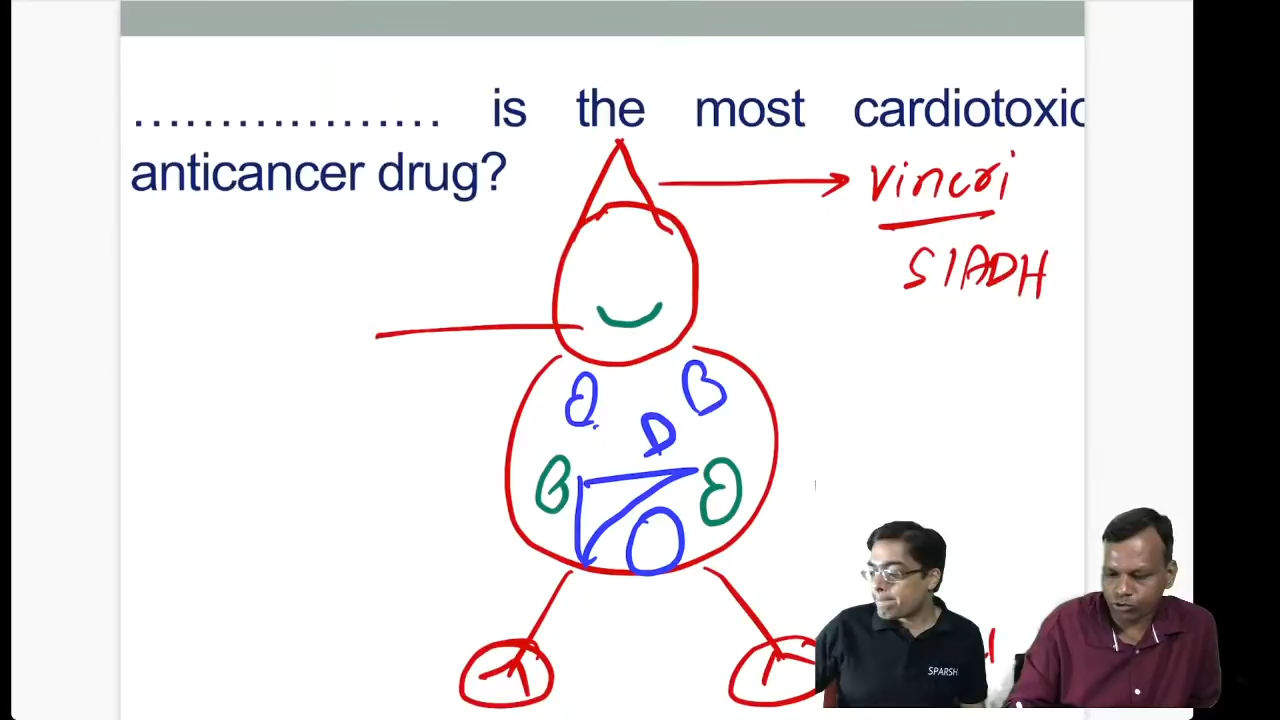 ……………… is the most cardiotoxic
anticancer drug?
Vincri
SIADH
D
SPARSH